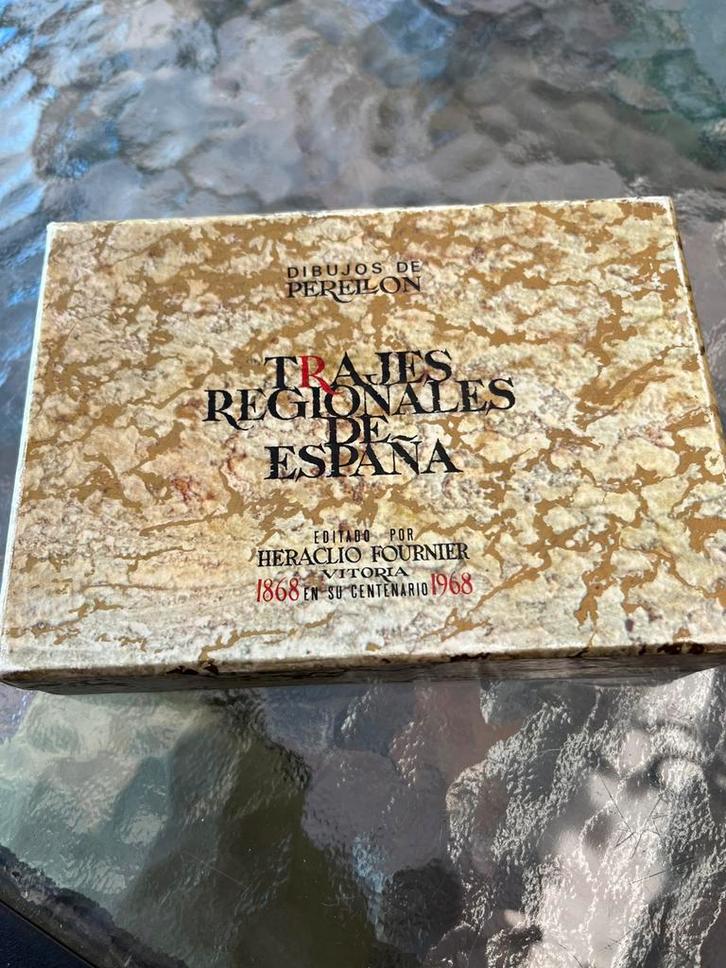 DIBUJOS DE
PERELLON
TRAJES
REGIONALES
DE
ESPAÑA
EDITADO POR
HERACLIO FOURNIER
VITORIA
1868 EN SU CENTENARIO 1968